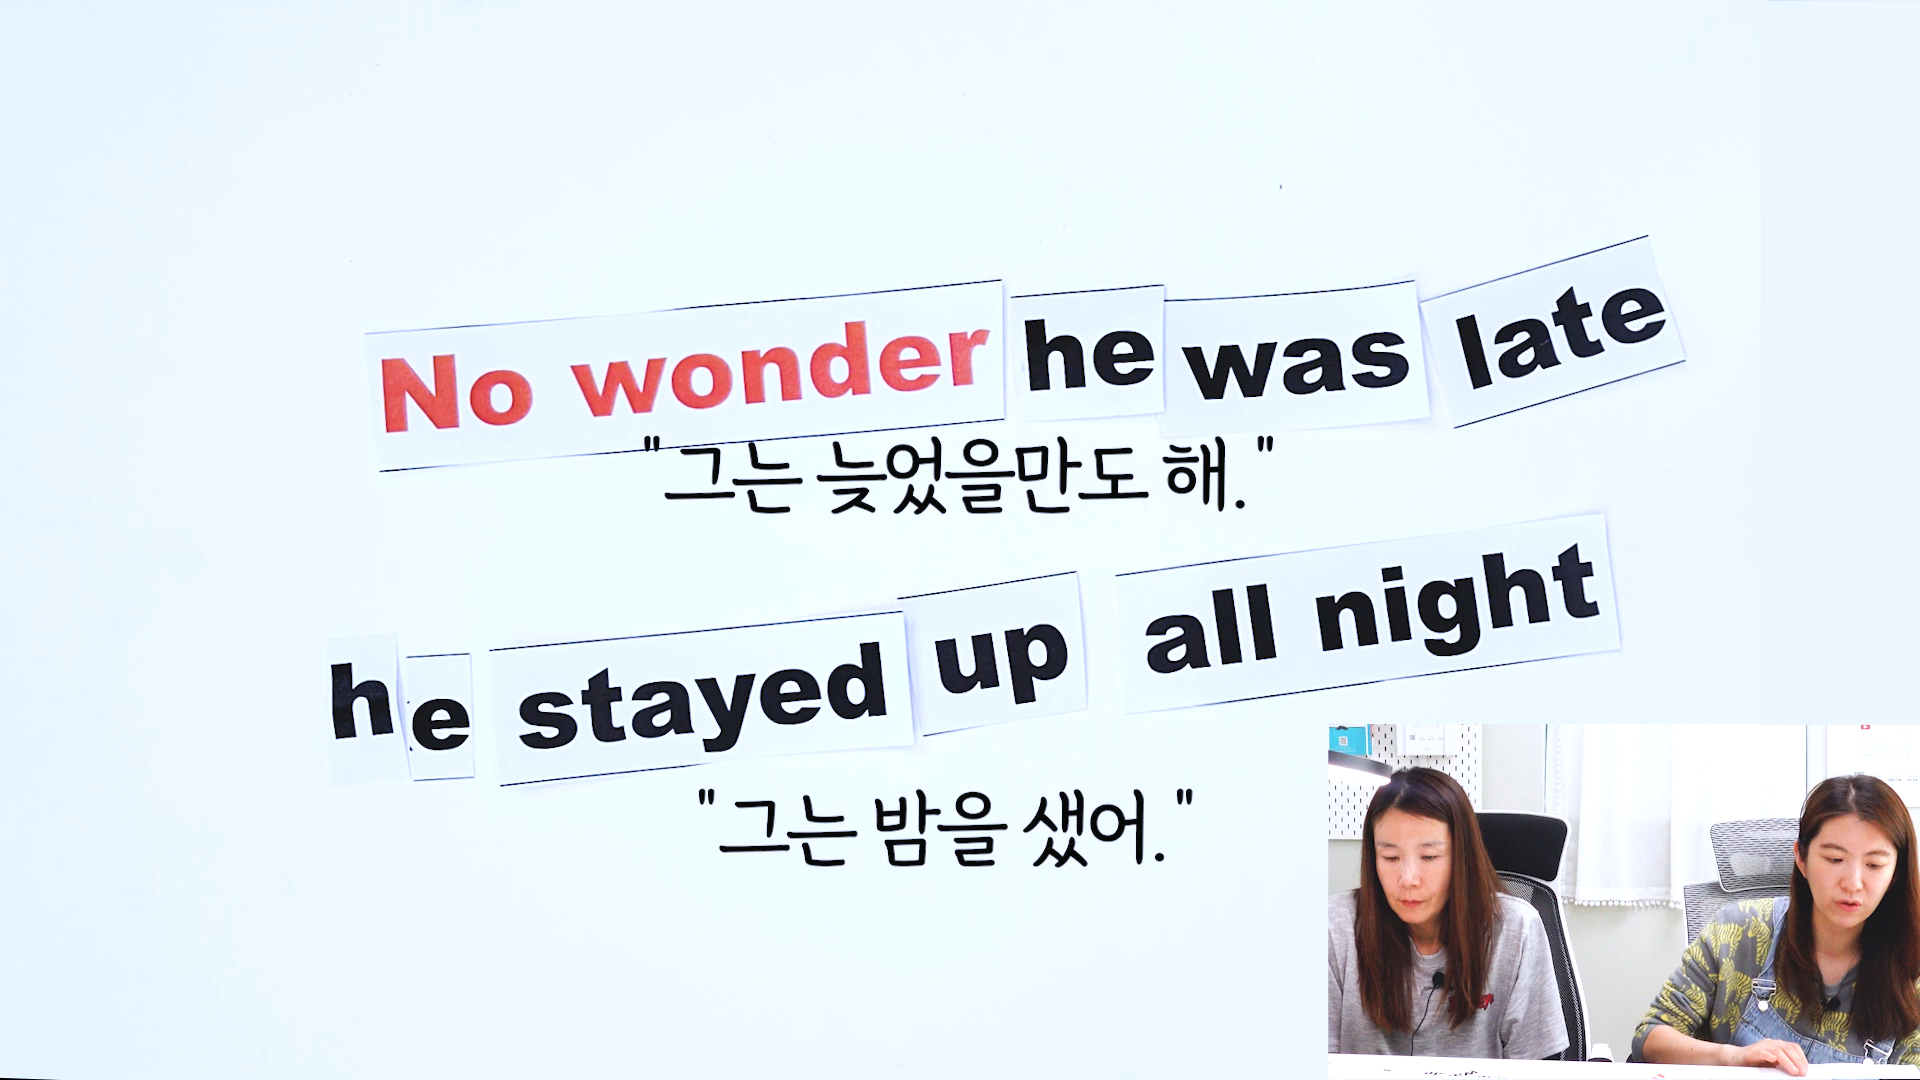 No wonder he was late
" 그는 늦었을만도 해. "
he stayed up all night
" 그는 밤을 샜어. "